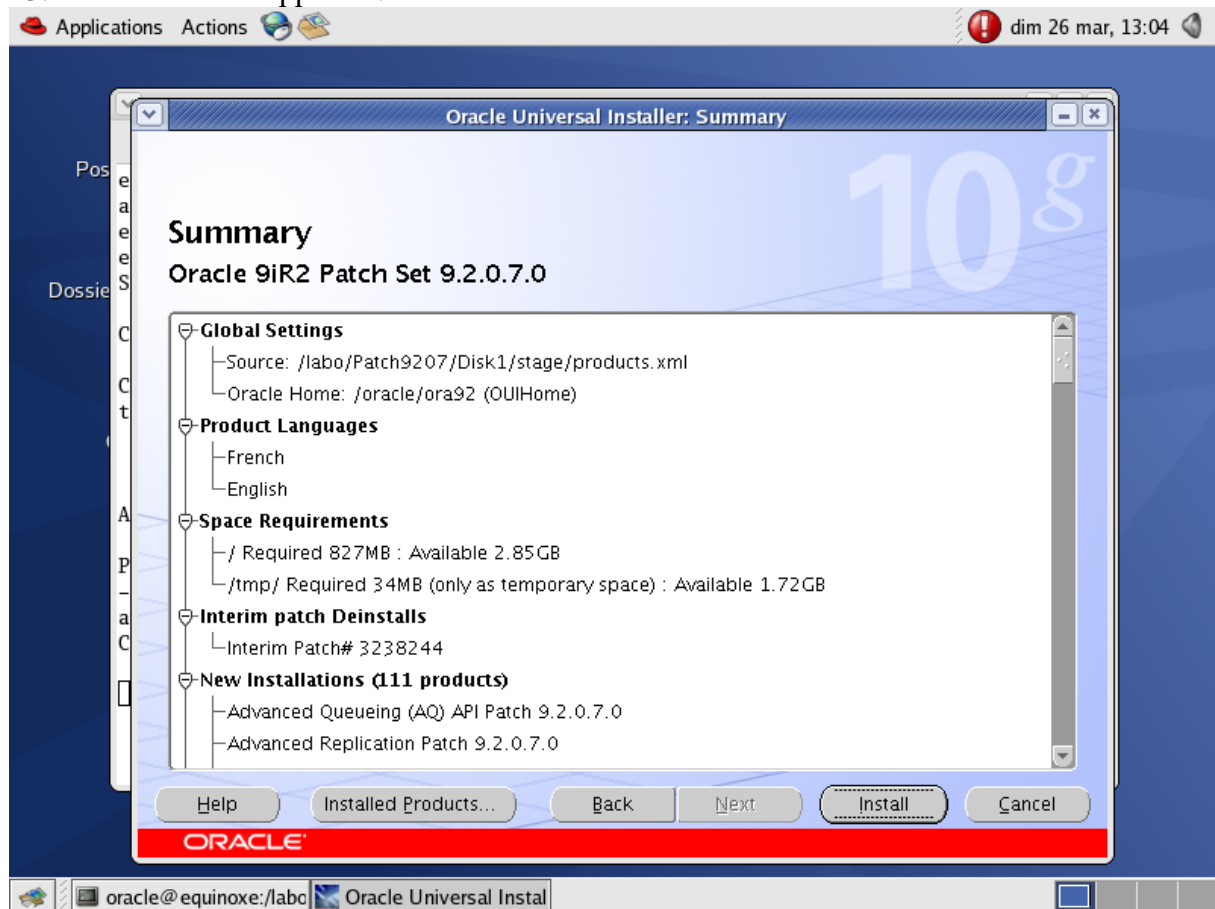 Applications Actions dim 26 mar, 13:04
Oracle Universal Installer: Summary
10g
Pos
e
a
e
e
Dossie
S
C
C
t
A
P
-
a
C
Summary
Oracle 9iR2 Patch Set 9.2.0.7.0
Global Settings
Source: /labo/Patch9207/Disk1/stage/products.xml
Oracle Home: /oracle/ora92 (OUIHome)
Product Languages
French
English
Space Requirements
/ Required 827MB : Available 2.85GB
/tmp/ Required 34MB (only as temporary space) : Available 1.72GB
Interim patch Deinstalls
Interim Patch# 3238244
New Installations (111 products)
Advanced Queueing (AQ) API Patch 9.2.0.7.0
Advanced Replication Patch 9.2.0.7.0
Help Installed Products... Back Next Install Cancel
ORACLE
oracle@equinoxe:/labo Oracle Universal Instal